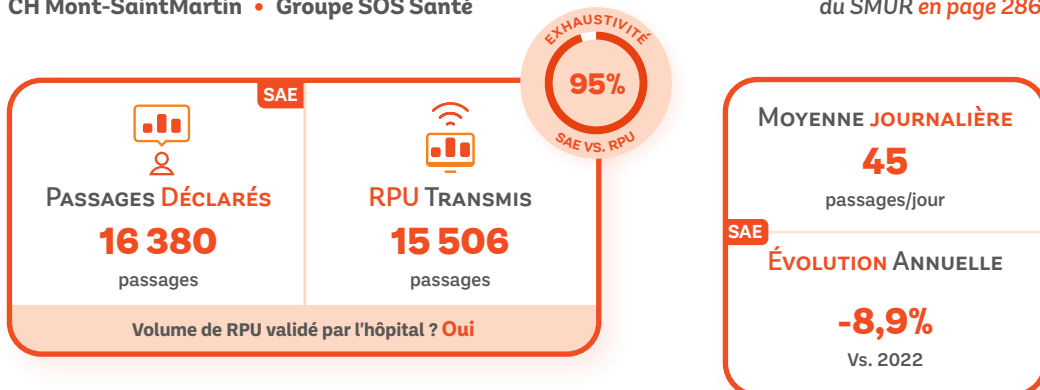 CH Mont-SaintMartin • Groupe SOS Santé
du SMUR en page 286
EXHAUSTIVITÉ
95%
SAE VS. RPU
SAE
PASSAGES DÉCLARÉS
16 380
passages
RPU TRANSMIS
15 506
passages
Volume de RPU validé par l'hôpital ? Oui
MOYENNE JOURNALIÈRE
45
passages/jour
SAE
ÉVOLUTION ANNUELLE
-8,9%
Vs. 2022